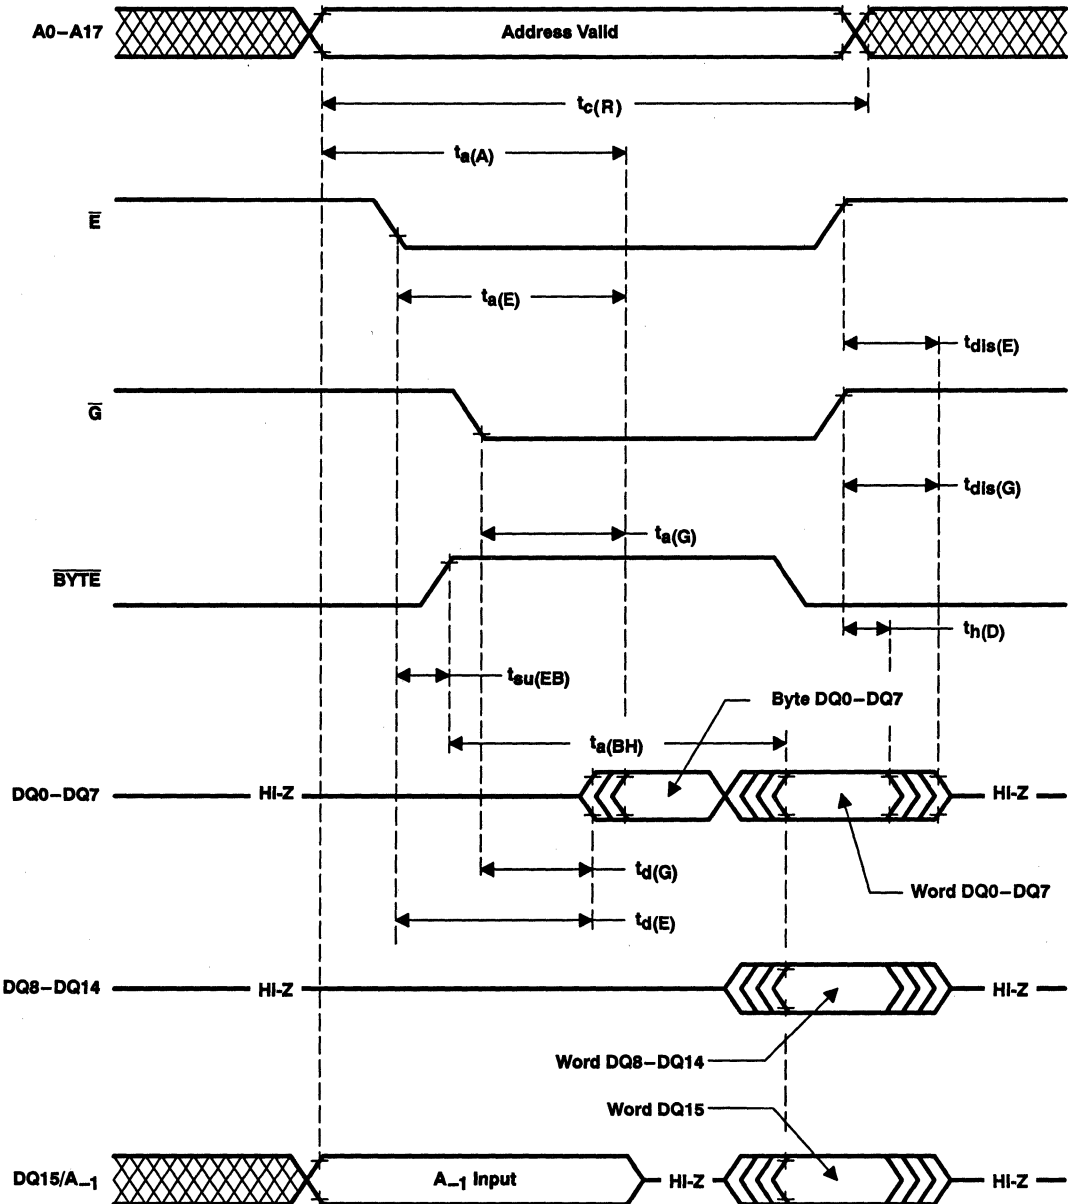 A0–A17
Address Valid
tc(R)
ta(A)
E̅
ta(E)
tdis(E)
G̅
tdis(G)
ta(G)
B̅Y̅T̅E̅
th(D)
tsu(EB)
Byte DQ0–DQ7
ta(BH)
DQ0–DQ7
HI-Z
HI-Z
td(G)
Word DQ0–DQ7
td(E)
DQ8–DQ14
HI-Z
HI-Z
Word DQ8–DQ14
Word DQ15
DQ15/A–1
A–1 Input
HI-Z
HI-Z